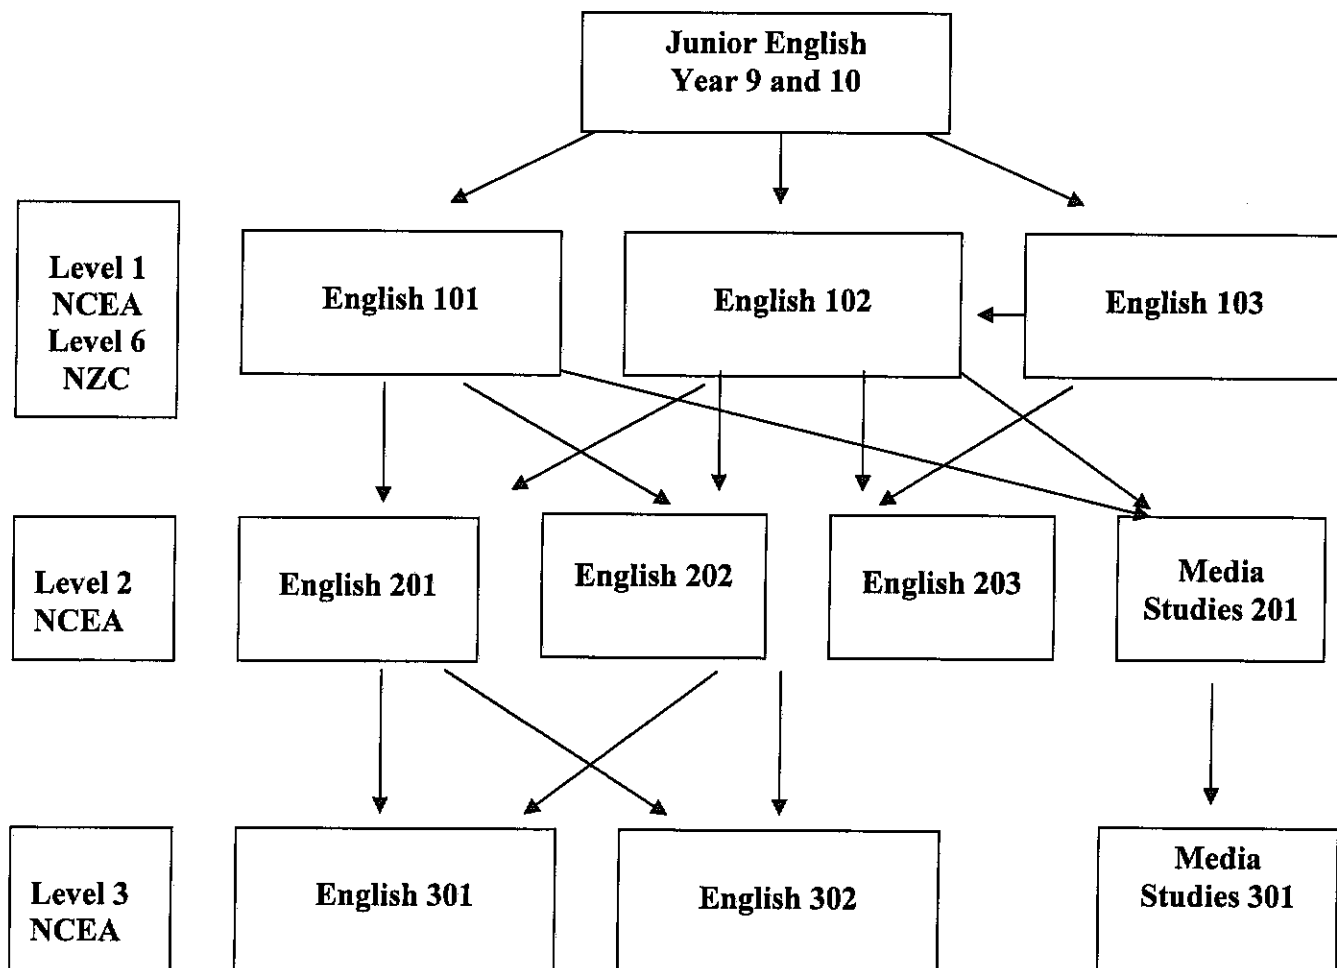 Junior English
Year 9 and 10
Level 1
NCEA
Level 6
NZC
English 101
English 102
English 103
Level 2
NCEA
English 201
English 202
English 203
Media
Studies 201
Level 3
NCEA
English 301
English 302
Media
Studies 301